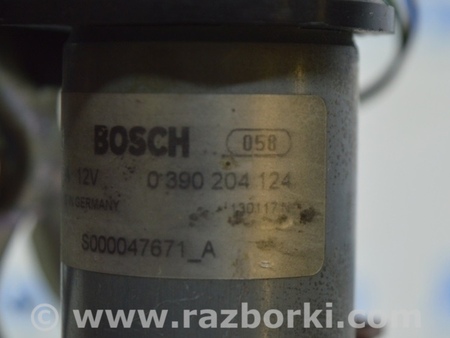 BOSCH 058
12V 0 390 204 124
GERMANY
S000047671_A
© www.razborki.com